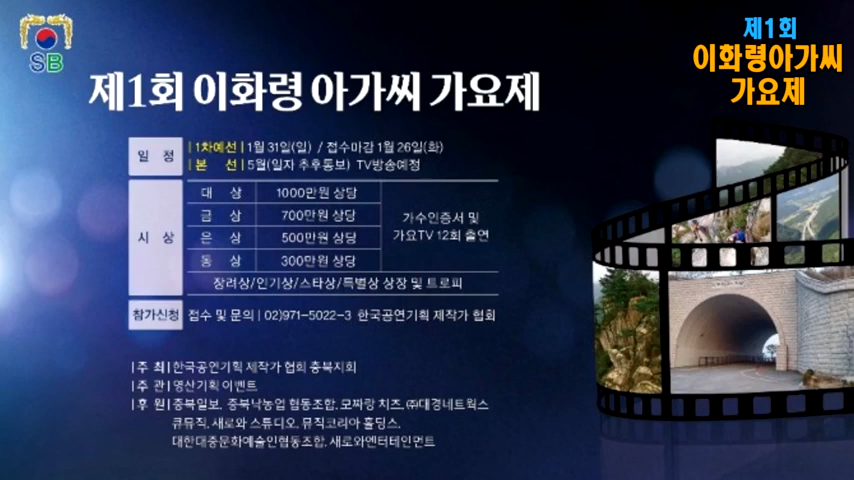 SB
제1회
이화령아가씨
가요제
제1회 이화령 아가씨 가요제
일 정
| 1차예선 | 1월 31일(일) / 접수마감 1월 26일(화)
| 본 선 | 5월(일자 추후통보) TV방송예정
시 상
대 상 1000만원 상당
금 상 700만원 상당
은 상 500만원 상당
동 상 300만원 상당
가수인증서 및
가요TV 12회 출연
장려상/인기상/스타상/특별상 상장 및 트로피
참가신청 접수 및 문의 | 02)971-5022-3 한국공연기획 제작가 협회
| 주 최 | 한국공연기획 제작가 협회 충북지회
| 주 관 | 영산기획 이벤트
| 후 원 | 중북일보, 중북낙농업 협동조합, 모짜랑 치즈, ㈜대경네트웍스
큐뮤직, 새로와 스튜디오, 뮤직코리아 홀딩스,
대한대중문화예술인협동조합, 새로와엔터테인먼트